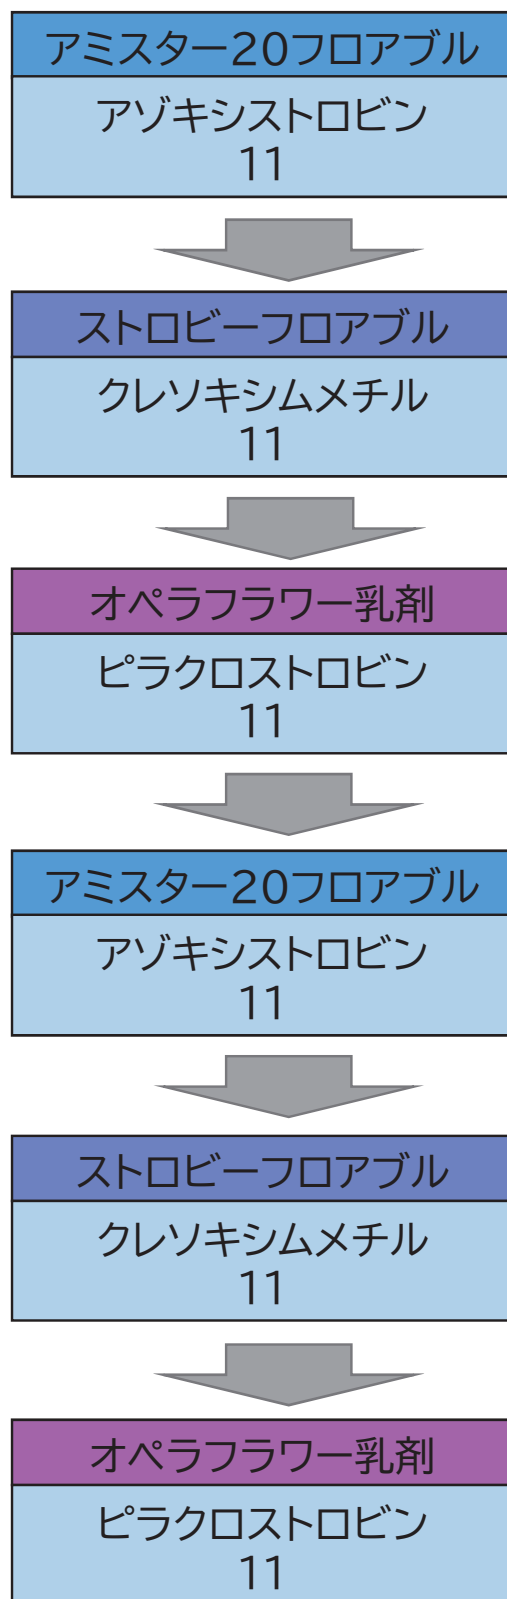 アミスター20フロアブル
アゾキシストロビン
11
ストロビーフロアブル
クレソキシムメチル
11
オペラフラワー乳剤
ピラクロストロビン
11
アミスター20フロアブル
アゾキシストロビン
11
ストロビーフロアブル
クレソキシムメチル
11
オペラフラワー乳剤
ピラクロストロビン
11